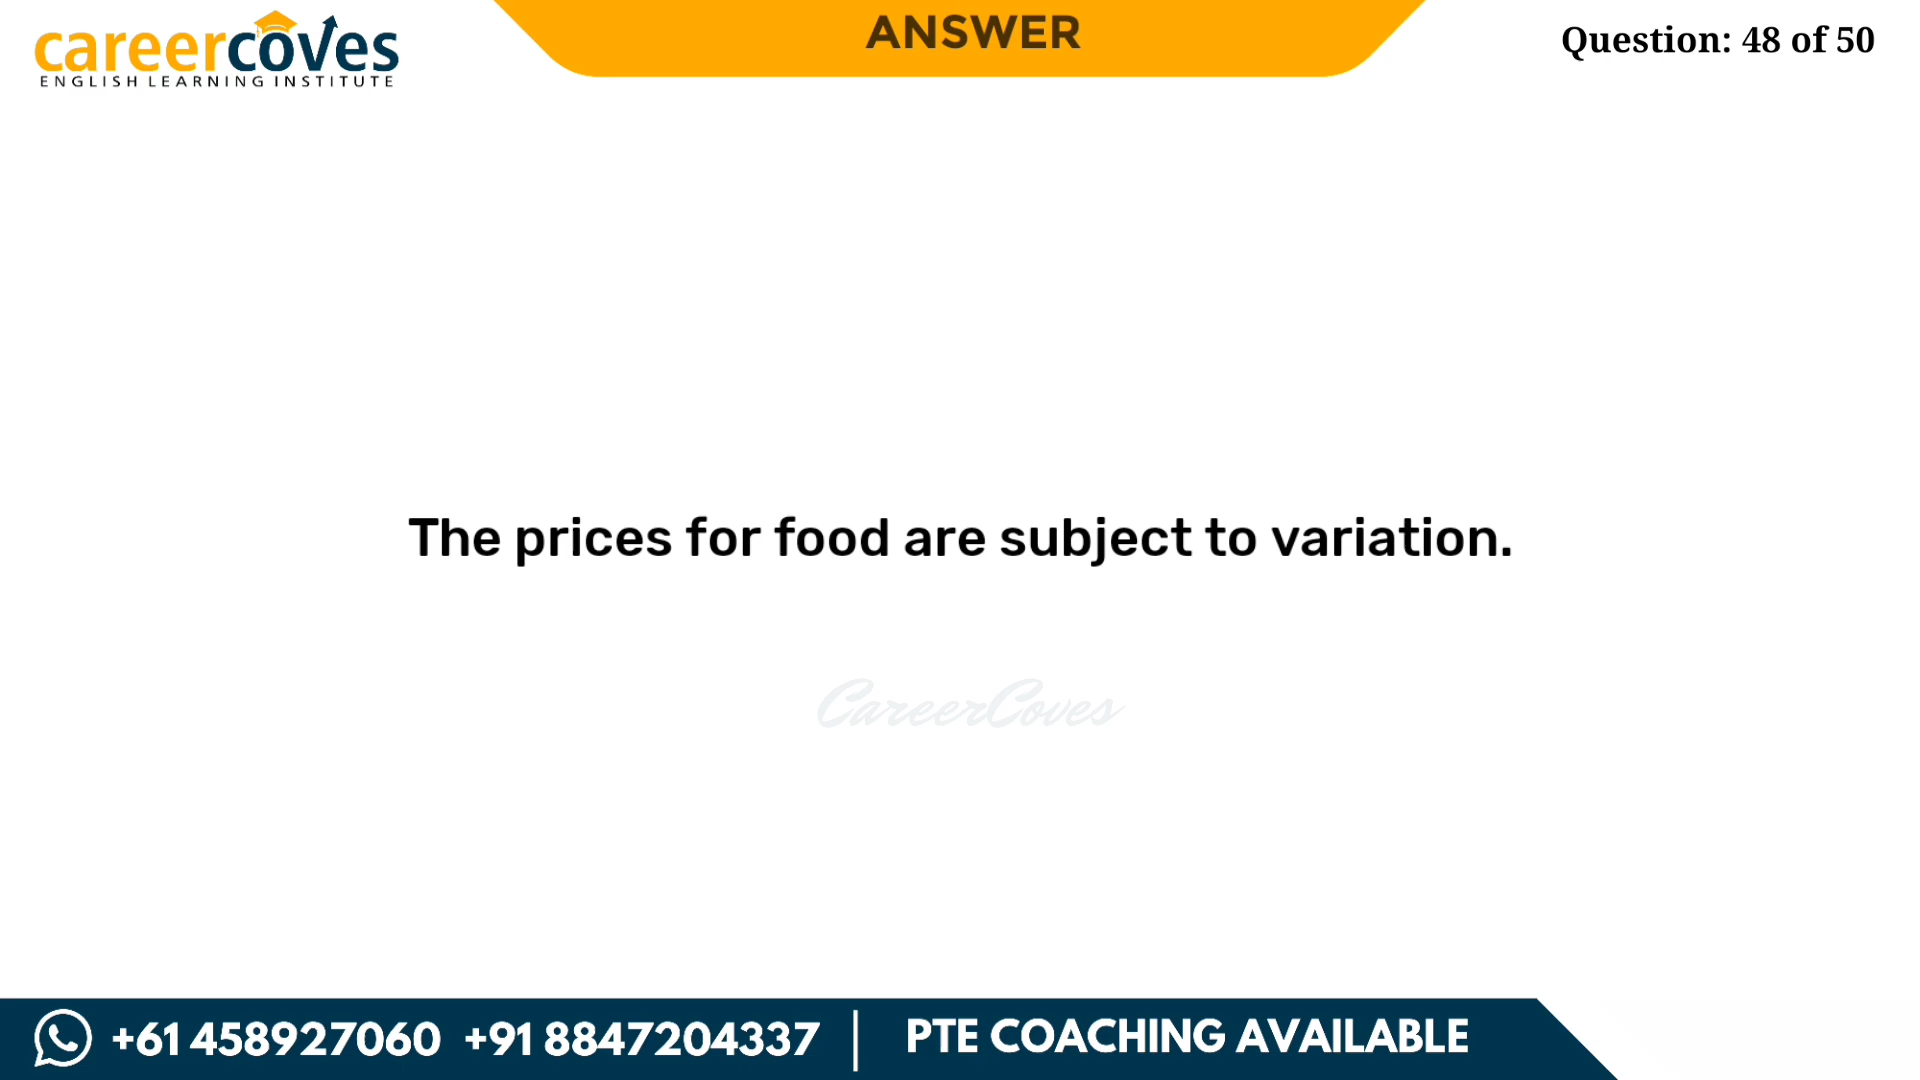 careercoves
ENGLISH LEARNING INSTITUTE
ANSWER
Question: 48 of 50
The prices for food are subject to variation.
CareerCoves
+61 458927060 +91 8847204337 | PTE COACHING AVAILABLE